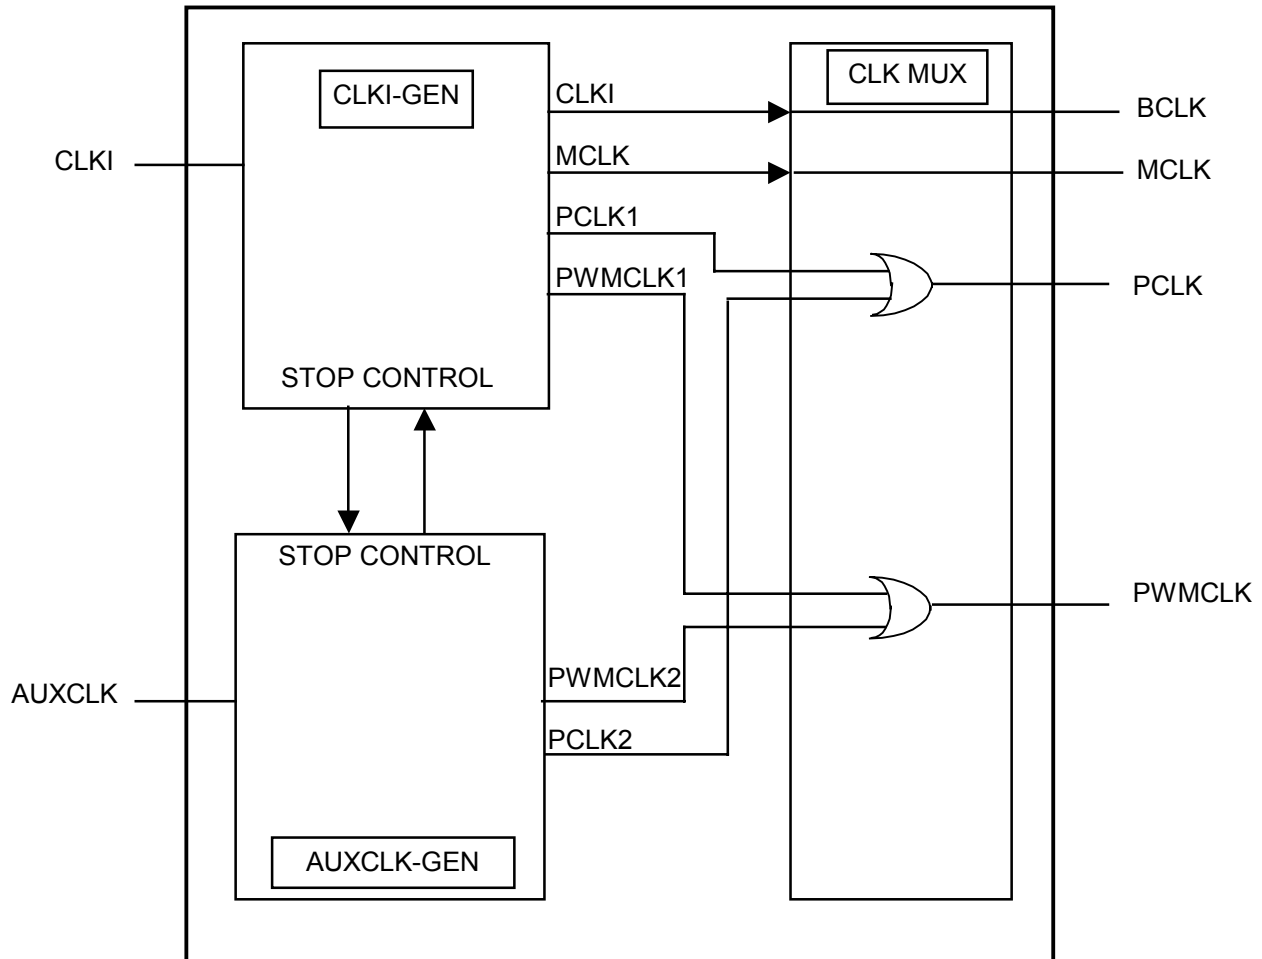 CLK MUX
CLKI-GEN
CLKI
BCLK
CLKI
MCLK
MCLK
PCLK1
PWMCLK1
PCLK
STOP CONTROL
STOP CONTROL
PWMCLK
AUXCLK
PWMCLK2
PCLK2
AUXCLK-GEN